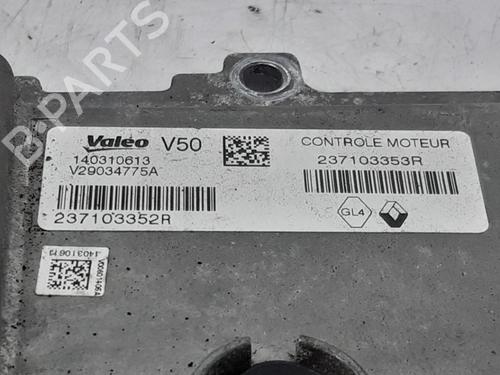 B-PARTS
Valeo V50
140310613
V29034775A
237103352R
CONTROLE MOTEUR
237103353R
GL4
140310613